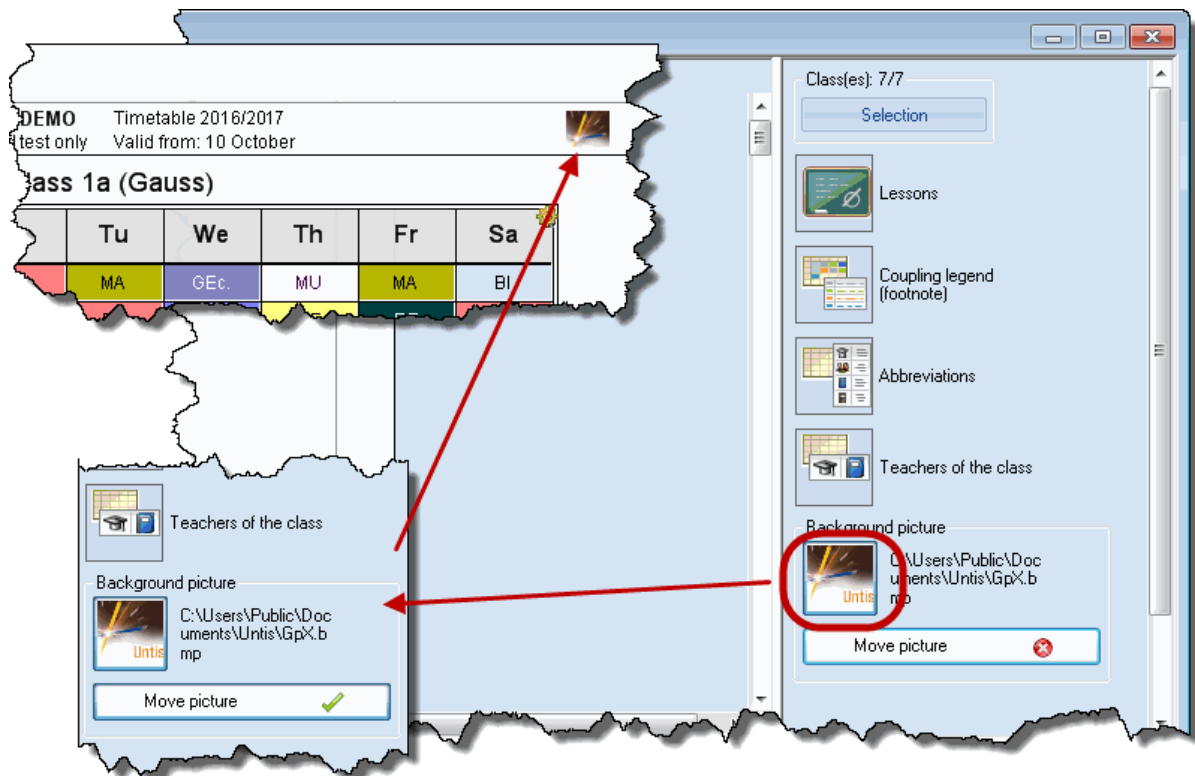 DEMO Timetable 2016/2017
test only Valid from: 10 October
lass 1a (Gauss)
Tu We Th Fr Sa
MA GEc. MU MA BI
Class(es): 7/7
Selection
Lessons
Coupling legend
(footnote)
Abbreviations
Teachers of the class
Background picture
C:\Users\Public\Doc
uments\Untis\GpX.b
mp
Untis
Move picture
Teachers of the class
Background picture
C:\Users\Public\Doc
uments\Untis\GpX.b
mp
Untis
Move picture